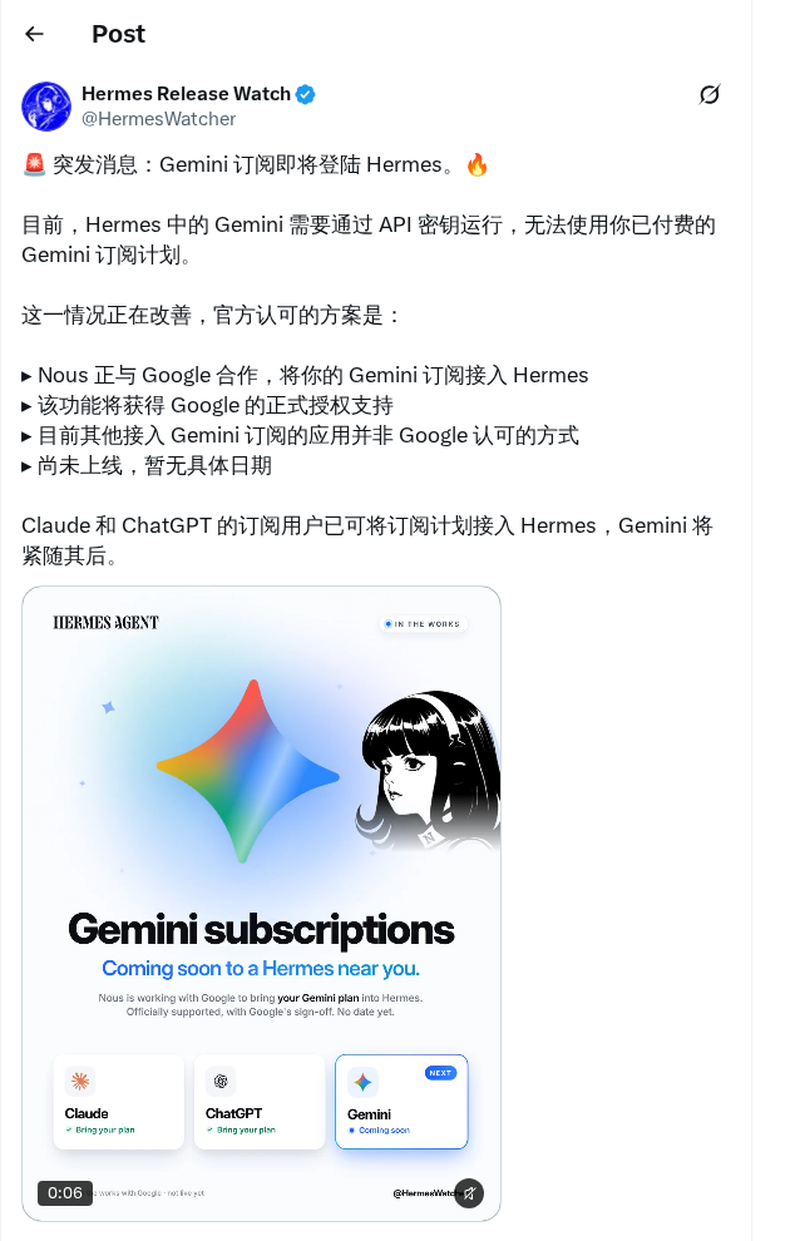 Post
Hermes Release Watch
@HermesWatcher
🚨 突发消息：Gemini 订阅即将登陆 Hermes。🔥
目前，Hermes 中的 Gemini 需要通过 API 密钥运行，无法使用你已付费的
Gemini 订阅计划。
这一情况正在改善，官方认可的方案是：
▸ Nous 正与 Google 合作，将你的 Gemini 订阅接入 Hermes
▸ 该功能将获得 Google 的正式授权支持
▸ 目前其他接入 Gemini 订阅的应用并非 Google 认可的方式
▸ 尚未上线，暂无具体日期
Claude 和 ChatGPT 的订阅用户已可将订阅计划接入 Hermes，Gemini 将
紧随其后。
HERMES AGENT
IN THE WORKS
N
Gemini subscriptions
Coming soon to a Hermes near you.
Nous is working with Google to bring your Gemini plan into Hermes.
Officially supported, with Google's sign-off. No date yet.
NEXT
Claude
ChatGPT
Gemini
Bring your plan
Bring your plan
Coming soon
0:06
works with Google · not live yet